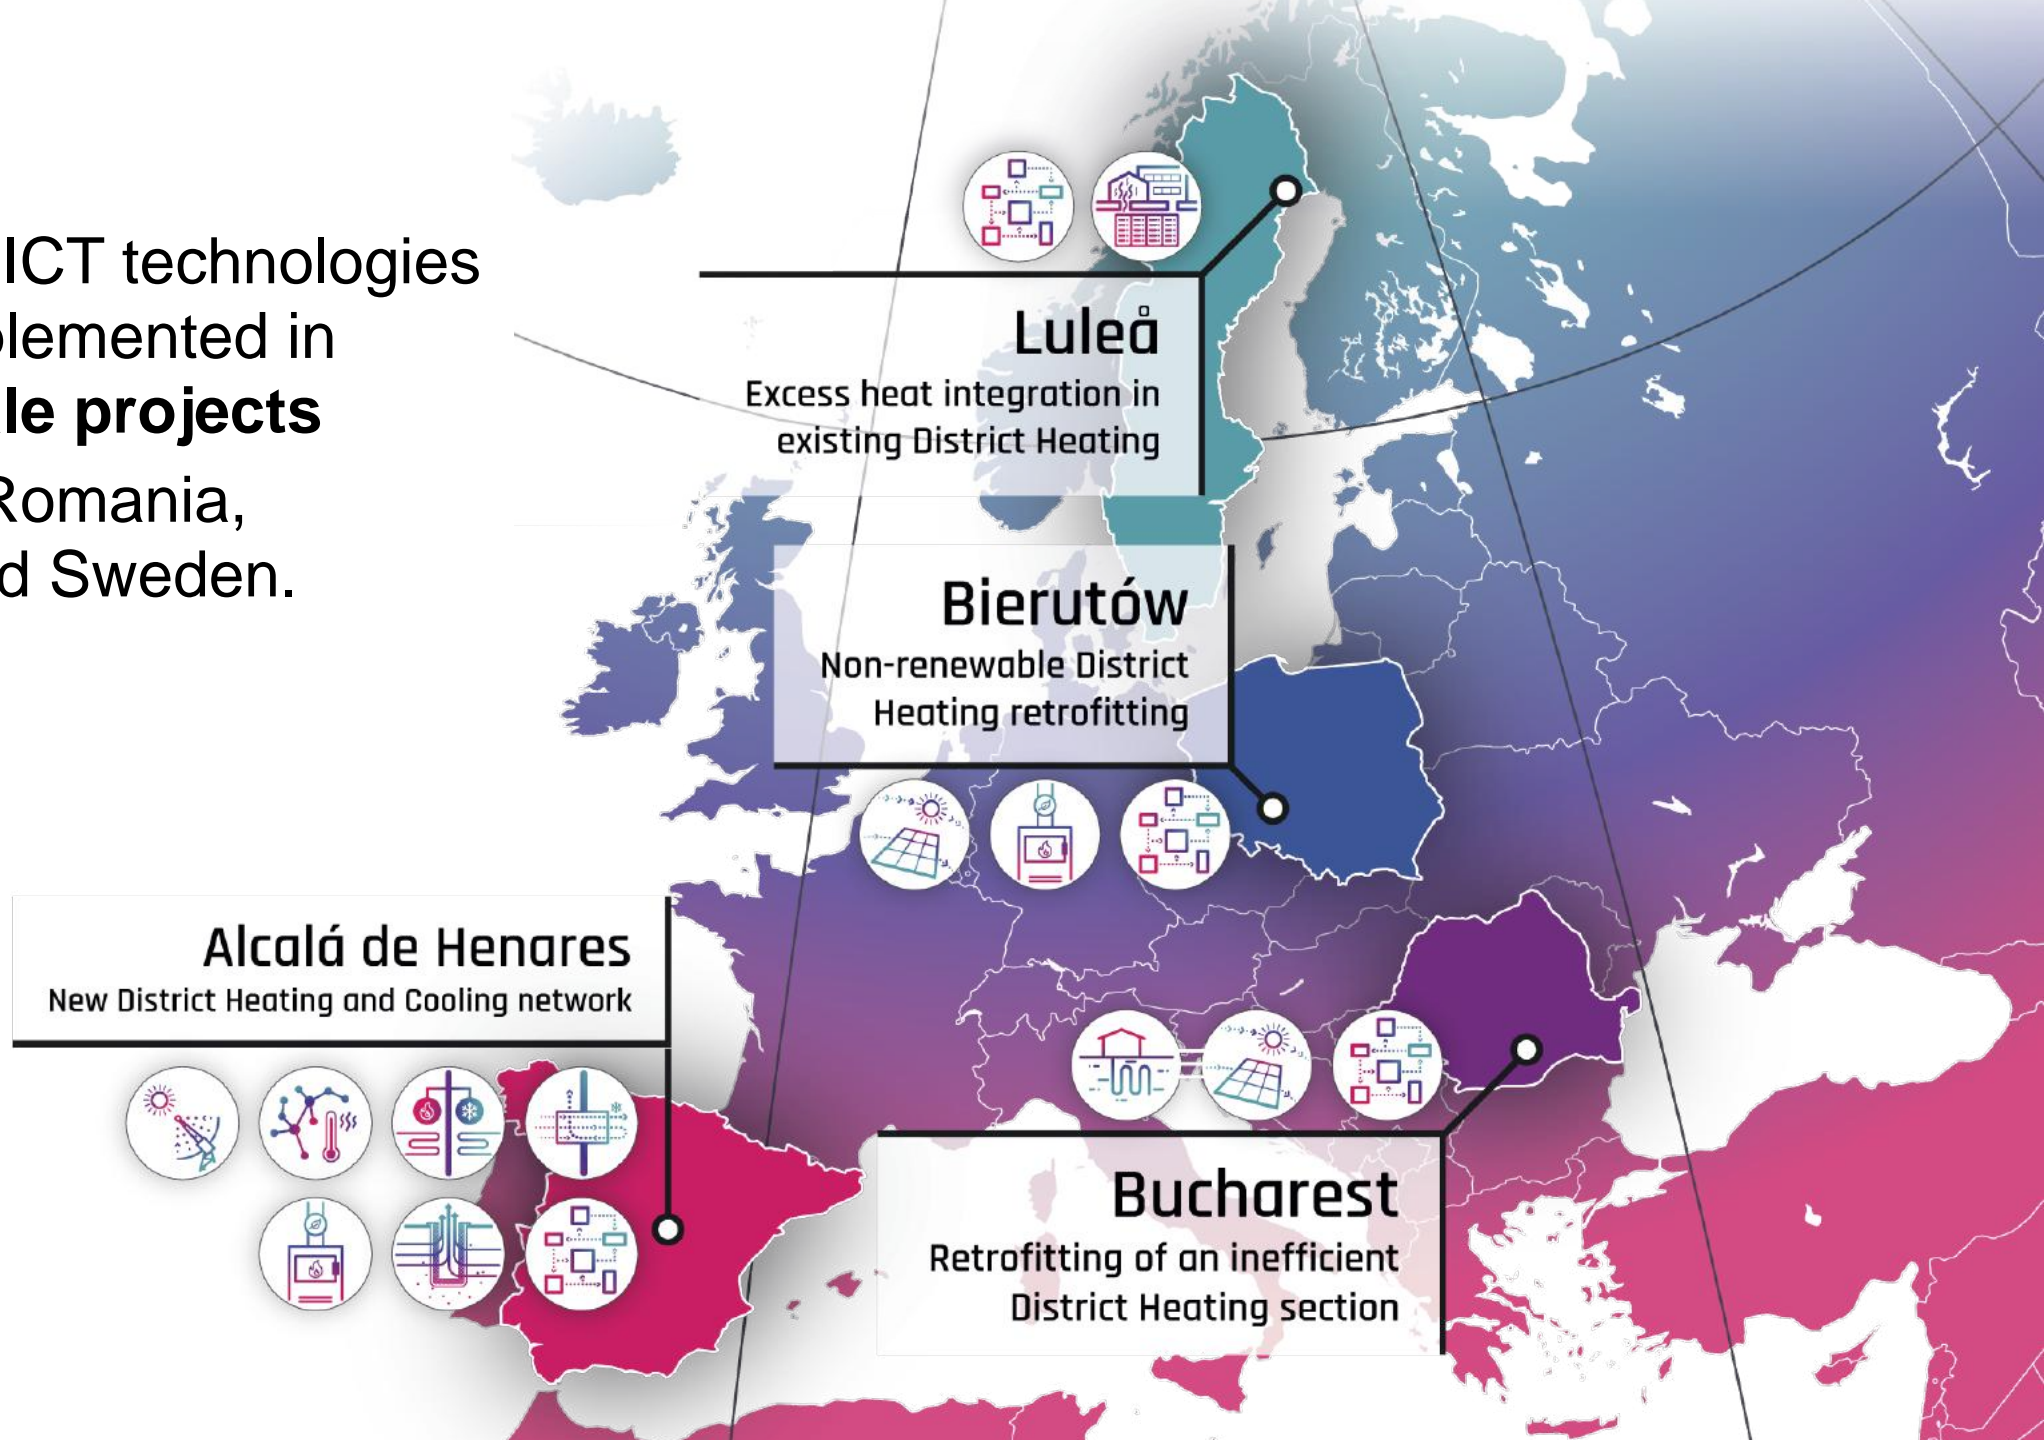 ICT technologies
plemented in
le projects
Romania,
d Sweden.
Luleå
Excess heat integration in
existing District Heating
Bierutów
Non-renewable District
Heating retrofitting
Alcalá de Henares
New District Heating and Cooling network
Bucharest
Retrofitting of an inefficient
District Heating section